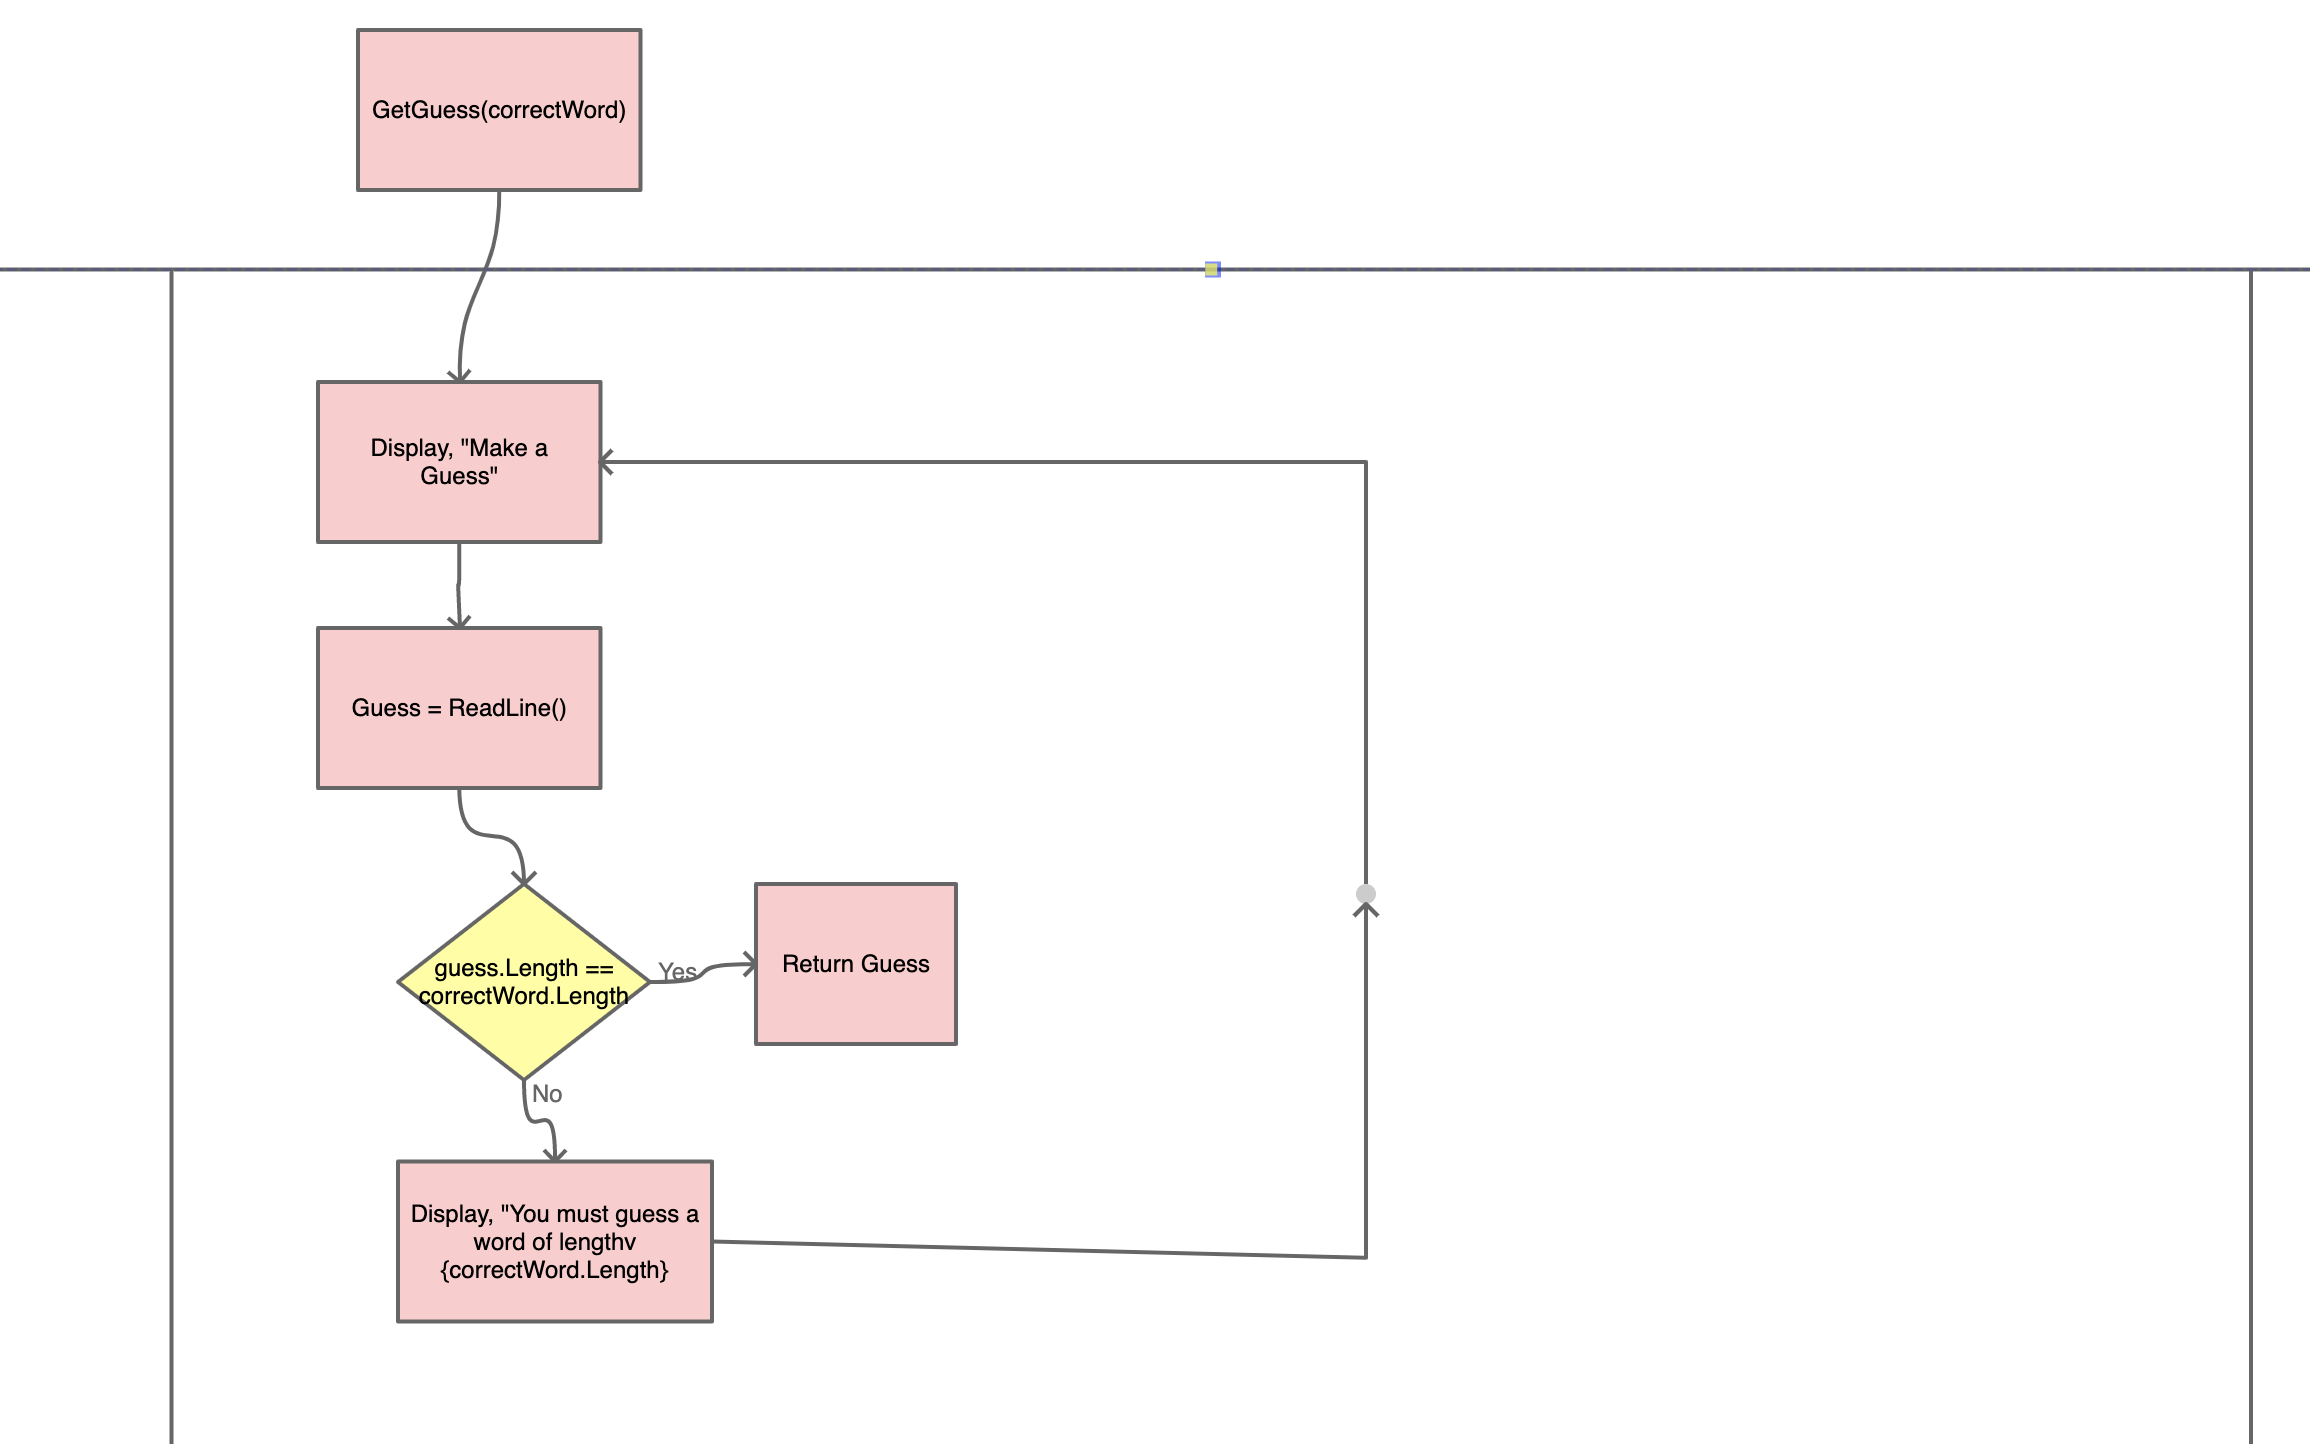 GetGuess(correctWord)
Display, "Make a
Guess"
Guess = ReadLine()
guess.Length ==
correctWord.Length
Yes
Return Guess
No
Display, "You must guess a
word of lengthv
{correctWord.Length}